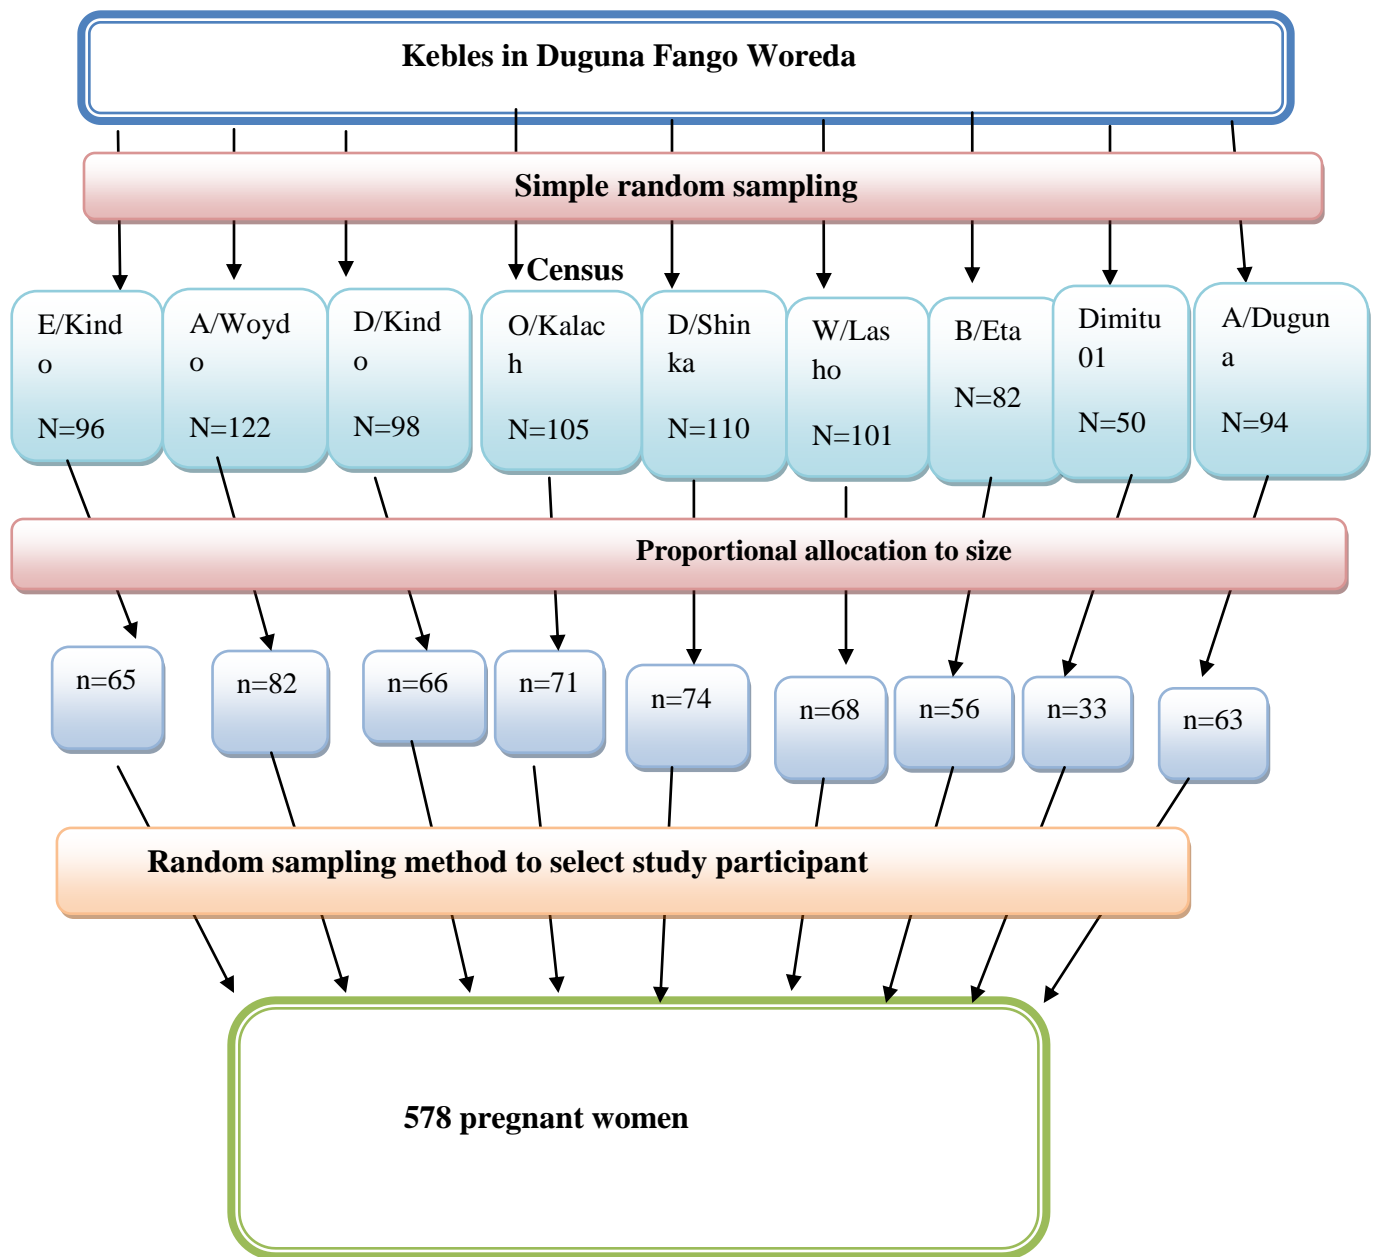 Kebles in Duguna Fango Woreda
Simple random sampling
Census
E/Kind
o
N=96
A/Woyd
o
N=122
D/Kind
o
N=98
O/Kalac
h
N=105
D/Shin
ka
N=110
W/Las
ho
N=101
B/Eta
N=82
Dimitu
01
N=50
A/Dugun
a
N=94
Proportional allocation to size
n=65
n=82
n=66
n=71
n=74
n=68
n=56
n=33
n=63
Random sampling method to select study participant
578 pregnant women